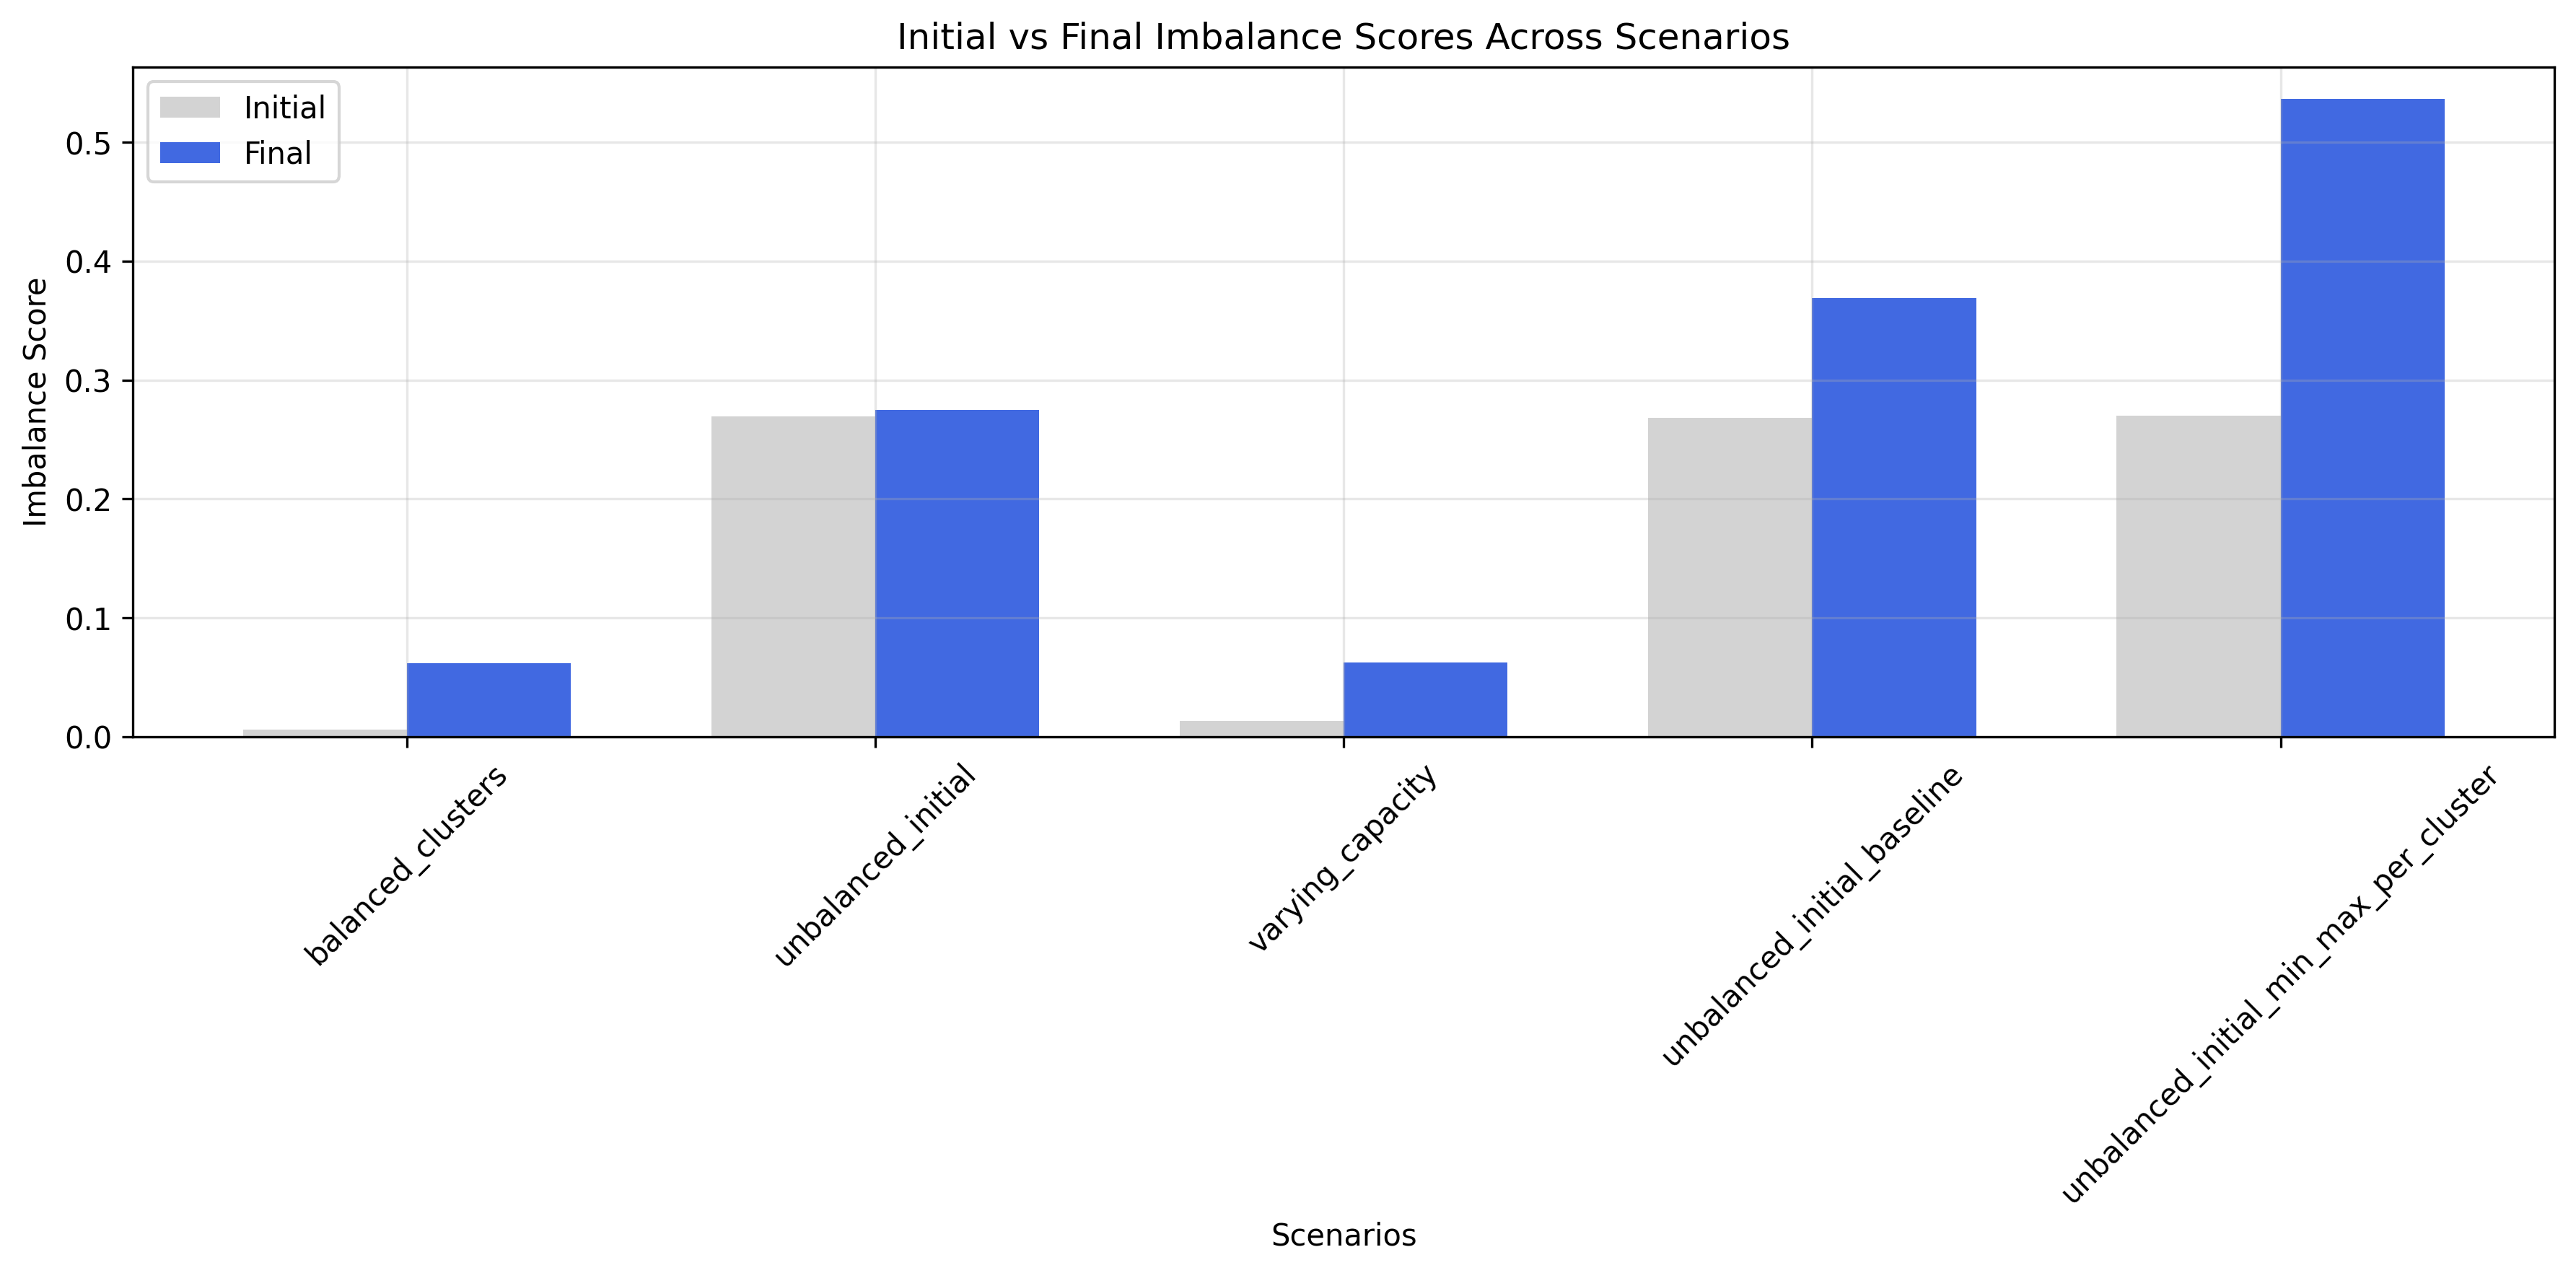 Initial vs Final Imbalance Scores Across Scenarios
Initial
Final
Imbalance Score
0.5
0.4
0.3
0.2
0.1
0.0
balanced_clusters
unbalanced_initial
varying_capacity
unbalanced_initial_baseline
unbalanced_initial_min_max_per_cluster
Scenarios